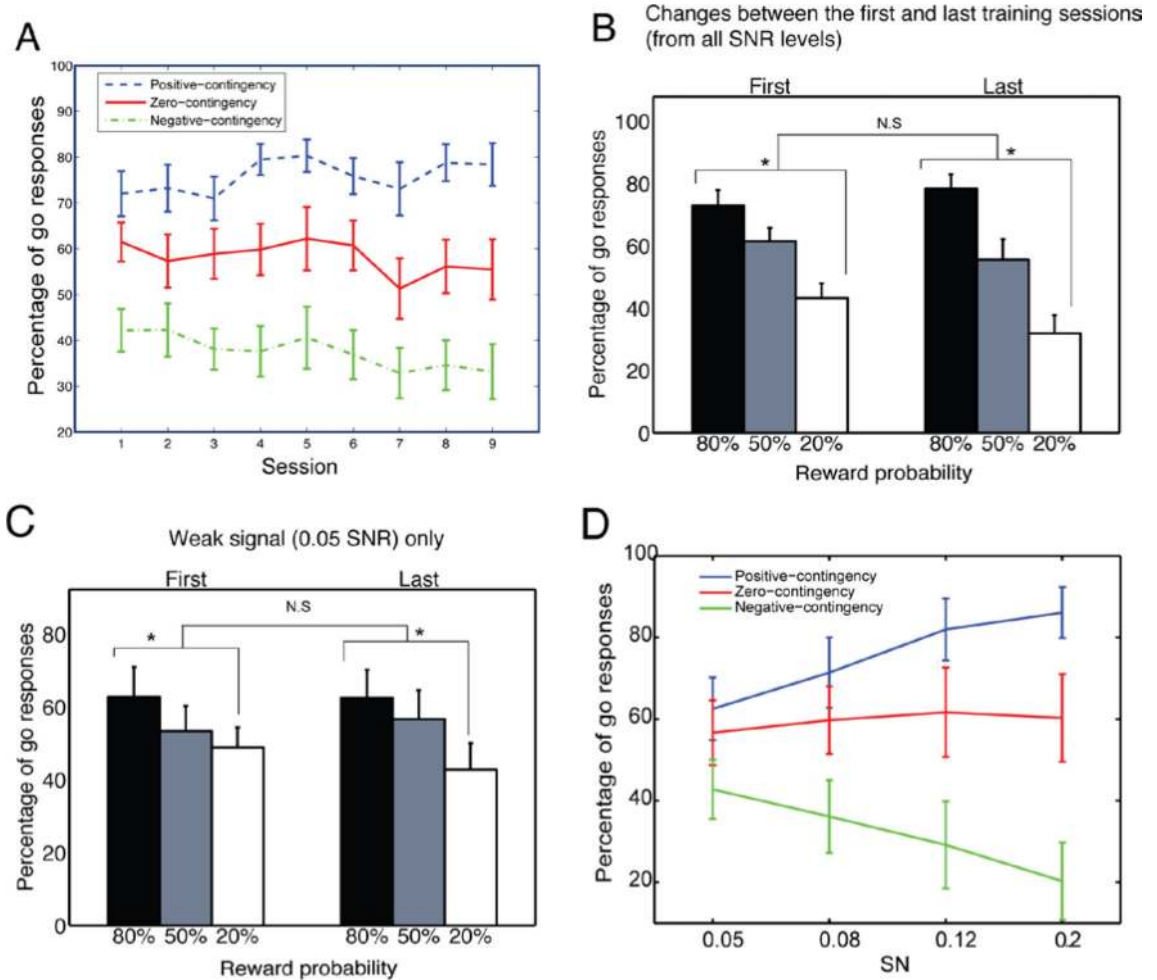 A
Positive-contingency
Zero-contingency
Negative-contingency
Percentage of go responses
100
90
80
70
60
50
40
30
20
1 2 3 4 5 6 7 8 9
Session
B
Changes between the first and last training sessions
(from all SNR levels)
First Last
N.S
* *
Percentage of go responses
100
80
60
40
20
0
80% 50% 20% 80% 50% 20%
Reward probability
C
Weak signal (0.05 SNR) only
First Last
N.S
* *
Percentage of go responses
80
60
40
20
0
80% 50% 20% 80% 50% 20%
Reward probability
D
Positive-contingency
Zero-contingency
Negative-contingency
Percentage of go responses
100
80
60
40
20
0.05 0.08 0.12 0.2
SN